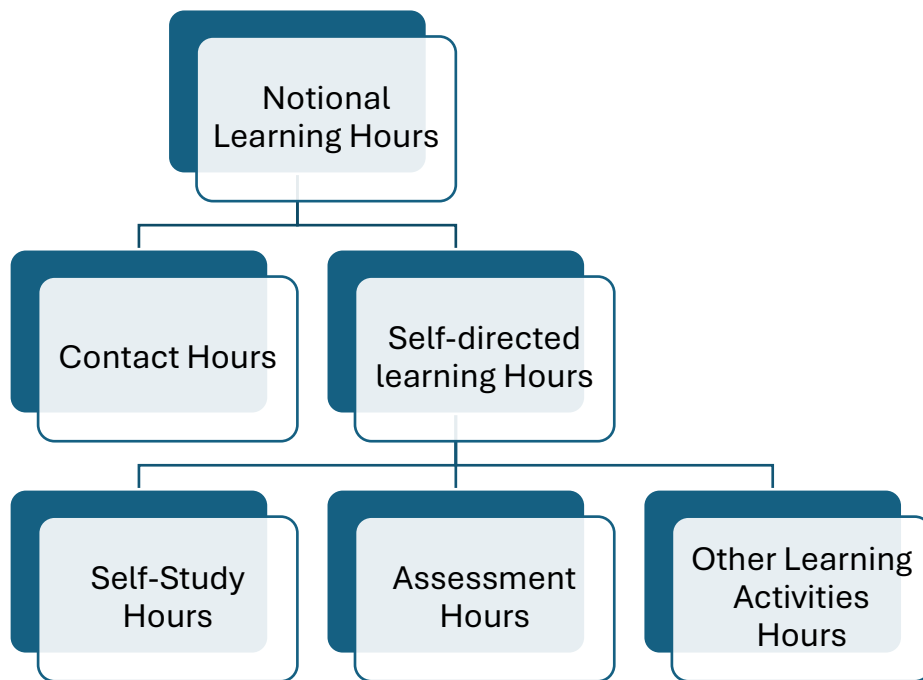 Notional
Learning Hours
Contact Hours
Self-directed
learning Hours
Self-Study
Hours
Assessment
Hours
Other Learning
Activities
Hours